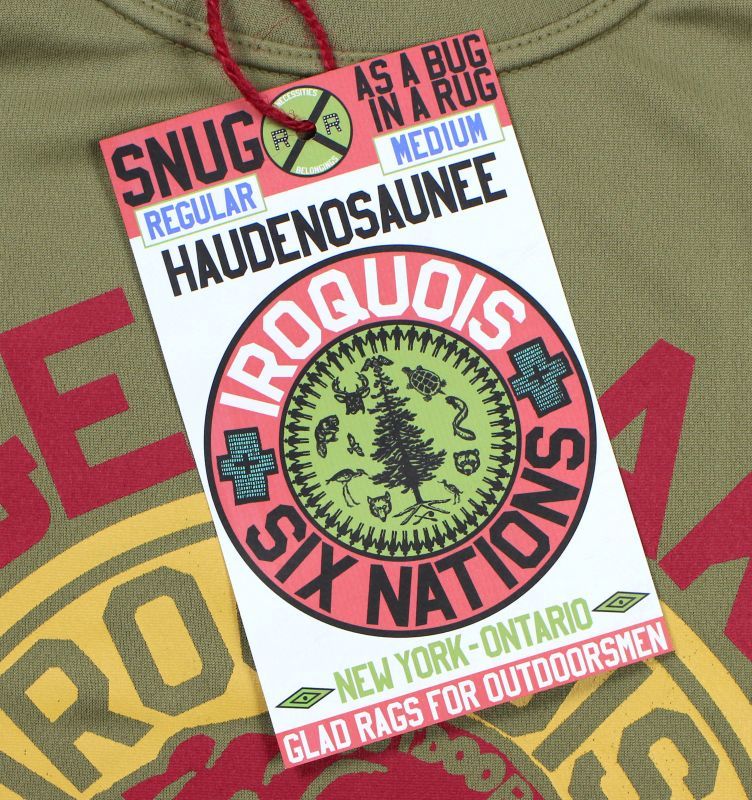 SNUG
NECESSITIES
R R
BELONGINGS
AS A BUG
IN A RUG
REGULAR
MEDIUM
HAUDENOSAUNEE
IROQUOIS
SIX NATIONS
NEW YORK-ONTARIO
GLAD RAGS FOR OUTDOORSMEN